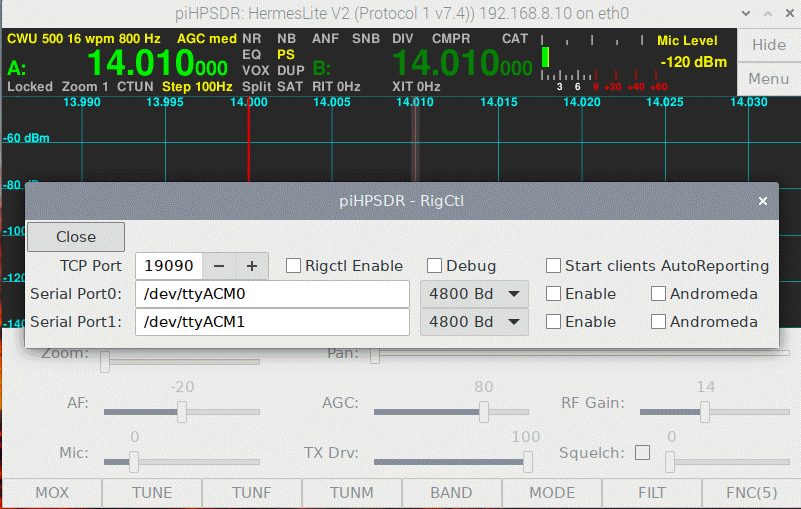 piHPSDR: HermesLite V2 (Protocol 1 v7.4)) 192.168.8.10 on eth0
CWU 500 16 wpm 800 Hz AGC med NR NB ANF SNB DIV CMPR CAT Mic Level Hide
EQ PS
A: 14.010000 VOX DUP B: 14.010000 -120 dBm
Locked Zoom 1 CTUN Step 100Hz Split SAT RIT 0Hz XIT 0Hz 3 6 9 +20 +40 +60 Menu
13.990 13.995 14.000 14.005 14.010 14.015 14.020 14.025 14.030
-60 dBm
-80 dBm
piHPSDR - RigCtl ×
-100
Close
TCP Port 19090 − + Rigctl Enable Debug Start clients AutoReporting
-120
Serial Port0: /dev/ttyACM0 4800 Bd Enable Andromeda
Serial Port1: /dev/ttyACM1 4800 Bd Enable Andromeda
-140
Zoom: Pan:
-20 80 14
AF: AGC: RF Gain:
0 100 0
Mic: TX Drv: Squelch:
MOX TUNE TUNF TUNM BAND MODE FILT FNC(5)